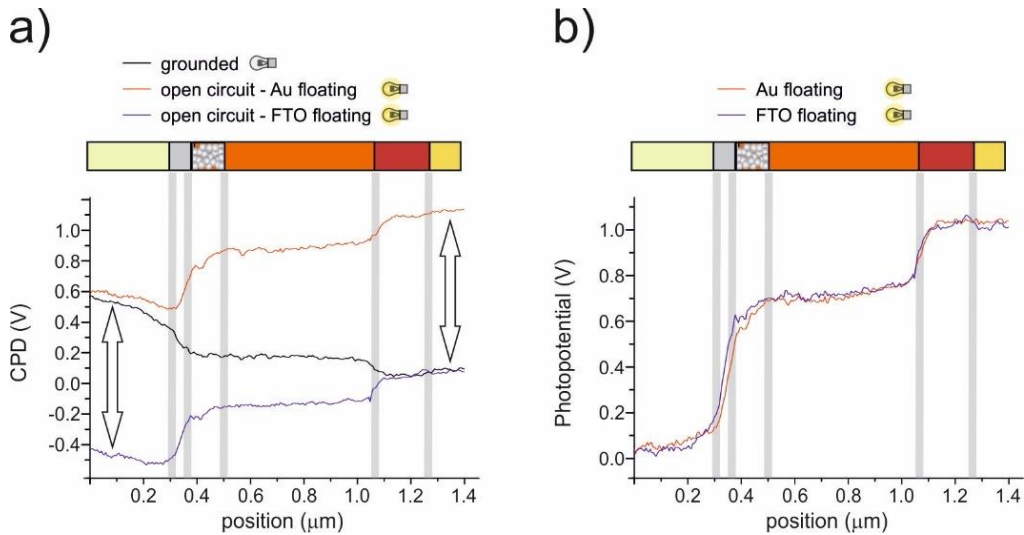 a)
grounded
open circuit - Au floating
open circuit - FTO floating
CPD (V)
1.0
0.8
0.6
0.4
0.2
0.0
-0.2
-0.4
0.2 0.4 0.6 0.8 1.0 1.2 1.4
position (μm)
b)
Au floating
FTO floating
Photopotential (V)
1.0
0.8
0.6
0.4
0.2
0.0
0.2 0.4 0.6 0.8 1.0 1.2 1.4
position (μm)